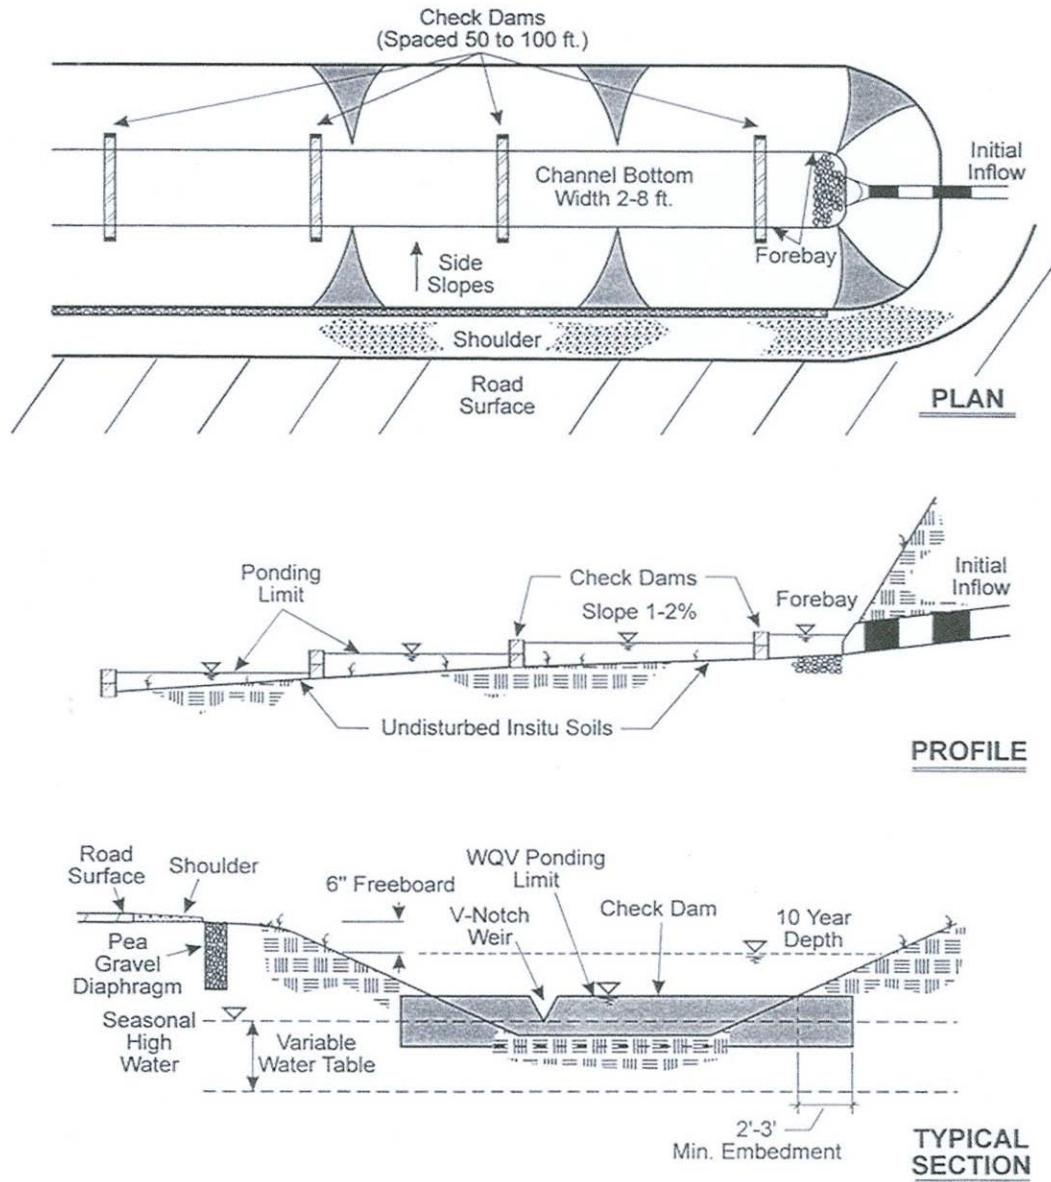 Check Dams
(Spaced 50 to 100 ft.)
Initial
Inflow
Channel Bottom
Width 2-8 ft.
Forebay
Side
Slopes
Shoulder
Road
Surface
PLAN
Ponding
Limit
Check Dams
Slope 1-2%
Forebay
Initial
Inflow
Undisturbed Insitu Soils
PROFILE
Road
Surface
Shoulder
6" Freeboard
WQV Ponding
Limit
V-Notch
Weir
Check Dam
10 Year
Depth
Pea
Gravel
Diaphragm
Seasonal
High
Water
Variable
Water Table
2'-3'
Min. Embedment
TYPICAL
SECTION